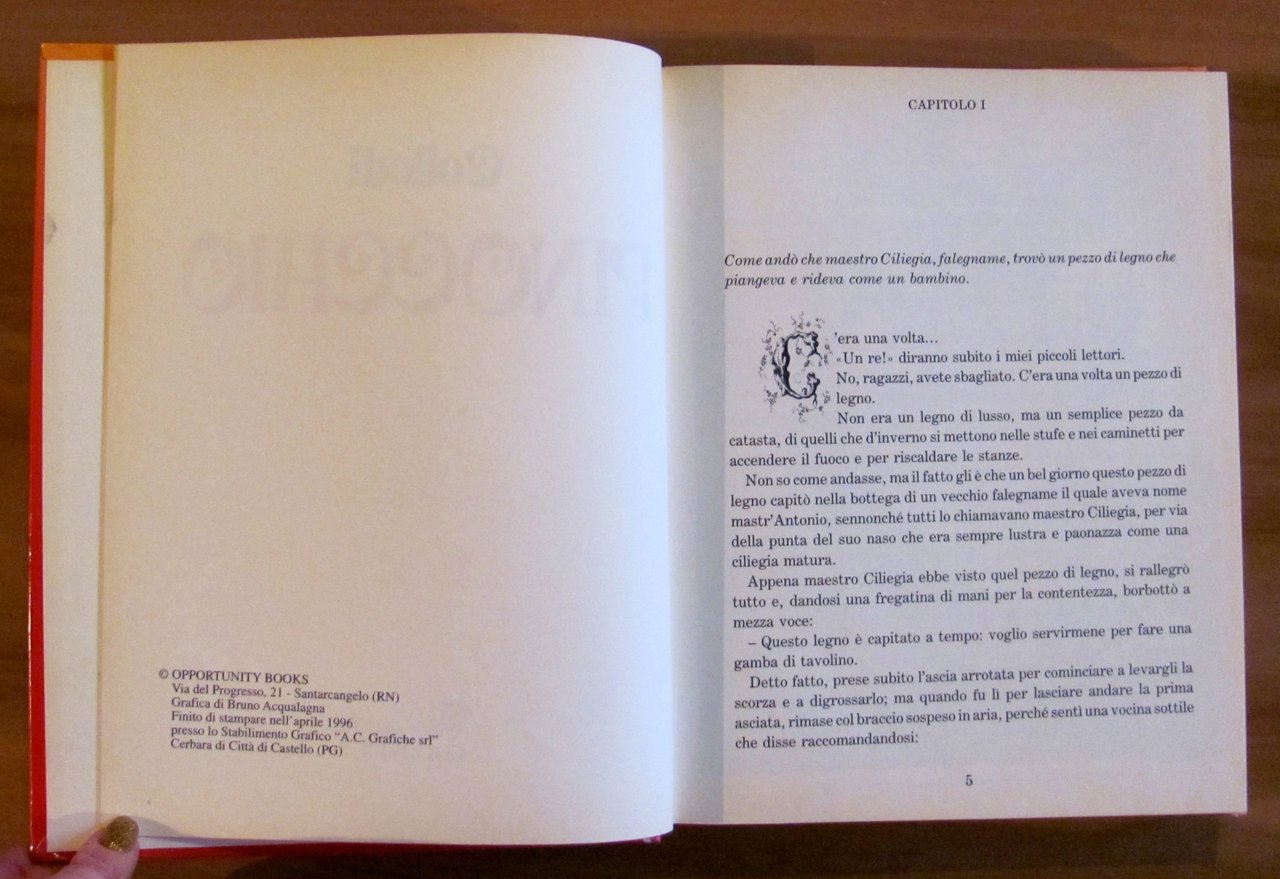 © OPPORTUNITY BOOKS
Via del Progresso, 21 - Santarcangelo (RN)
Grafica di Bruno Acqualagna
Finito di stampare nell'aprile 1996
presso lo Stabilimento Grafico "A.C. Grafiche srl"
Cerbara di Città di Castello (PG)
Collodi
PINOCCHIO
CAPITOLO I
Come andò che maestro Ciliegia, falegname, trovò un pezzo di legno che
piangeva e rideva come un bambino.
C'era una volta...
«Un re!» diranno subito i miei piccoli lettori.
No, ragazzi, avete sbagliato. C'era una volta un pezzo di
legno.
Non era un legno di lusso, ma un semplice pezzo da
catasta, di quelli che d'inverno si mettono nelle stufe e nei caminetti per
accendere il fuoco e per riscaldare le stanze.
Non so come andasse, ma il fatto gli è che un bel giorno questo pezzo di
legno capitò nella bottega di un vecchio falegname il quale aveva nome
mastr'Antonio, sennonché tutti lo chiamavano maestro Ciliegia, per via
della punta del suo naso che era sempre lustra e paonazza come una
ciliegia matura.
Appena maestro Ciliegia ebbe visto quel pezzo di legno, si rallegrò
tutto e, dandosi una fregatina di mani per la contentezza, borbottò a
mezza voce:
– Questo legno è capitato a tempo: voglio servirmene per fare una
gamba di tavolino.
Detto fatto, prese subito l'ascia arrotata per cominciare a levargli la
scorza e a digrossarlo; ma quando fu lì per lasciare andare la prima
asciata, rimase col braccio sospeso in aria, perché sentì una vocina sottile
che disse raccomandandosi:
5